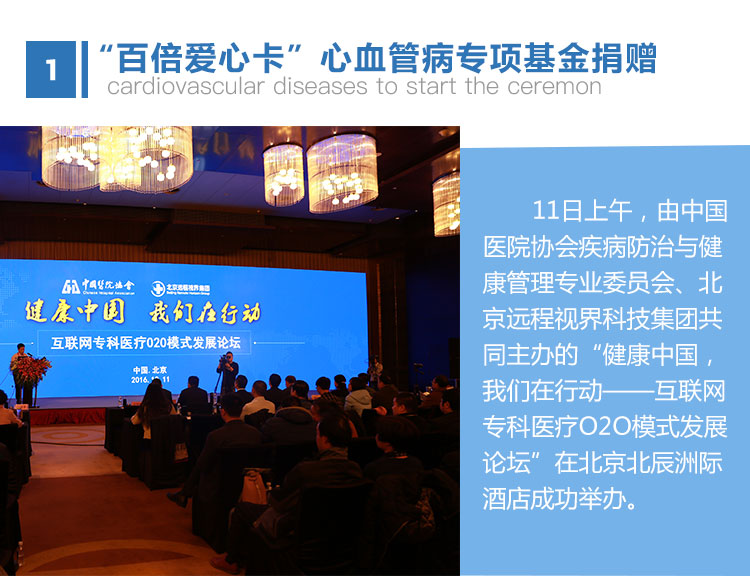 1
“百倍爱心卡”心血管病专项基金捐赠
cardiovascular diseases to start the ceremon
中国医院协会
北京远程视界集团
健康中国 我们在行动
互联网专科医疗O2O模式发展论坛
中国.北京
11日上午，由中国
医院协会疾病防治与健
康管理专业委员会、北
京远程视界科技集团共
同主办的“健康中国，
我们在行动——互联网
专科医疗O2O模式发展
论坛”在北京北辰洲际
酒店成功举办。